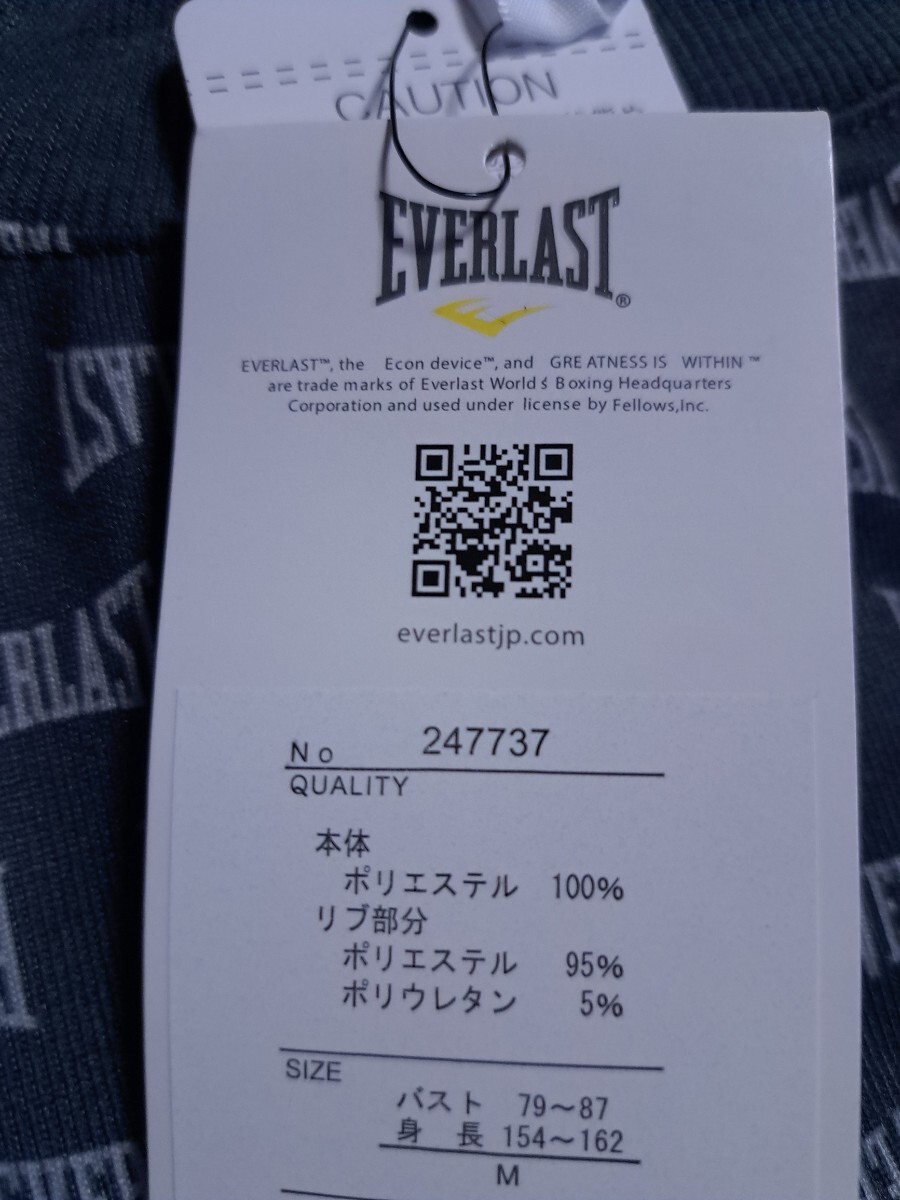 CAUTION
EVERLAST®
EVERLAST™, the Econ device™, and GRE ATNESS IS WITHIN ™
are trade marks of Everlast World's Boxing Headquarters
Corporation and used under license by Fellows,Inc.
everlastjp.com
No 247737
QUALITY
本体
ポリエステル 100%
リブ部分
ポリエステル 95%
ポリウレタン 5%
SIZE
バスト 79～87
身 長 154～162
M